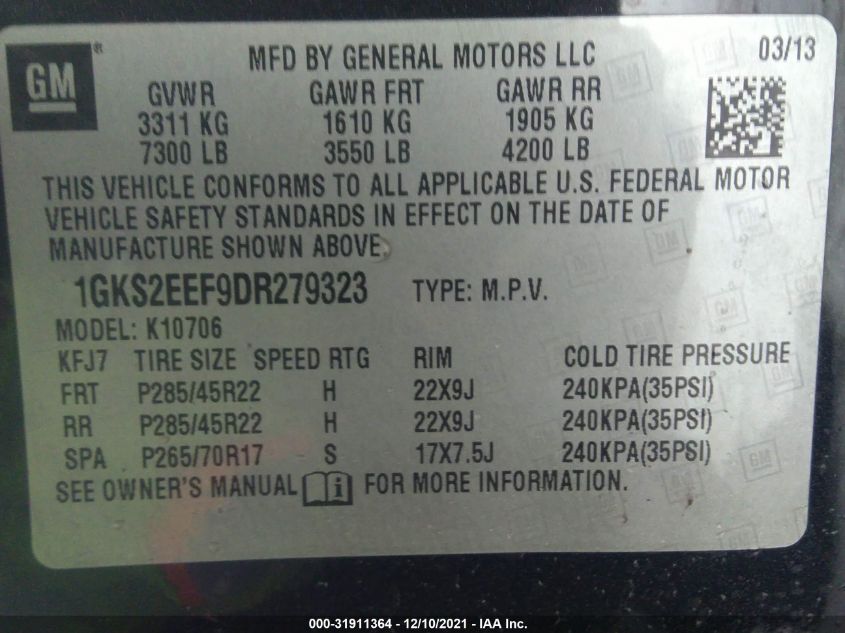 GM® MFD BY GENERAL MOTORS LLC 03/13
GVWR GAWR FRT GAWR RR
3311 KG 1610 KG 1905 KG
7300 LB 3550 LB 4200 LB
THIS VEHICLE CONFORMS TO ALL APPLICABLE U.S. FEDERAL MOTOR
VEHICLE SAFETY STANDARDS IN EFFECT ON THE DATE OF
MANUFACTURE SHOWN ABOVE.
1GKS2EEF9DR279323 TYPE: M.P.V.
MODEL: K10706
KFJ7 TIRE SIZE SPEED RTG RIM COLD TIRE PRESSURE
FRT P285/45R22 H 22X9J 240KPA(35PSI)
RR P285/45R22 H 22X9J 240KPA(35PSI)
SPA P265/70R17 S 17X7.5J 240KPA(35PSI)
SEE OWNER'S MANUAL i FOR MORE INFORMATION.
000-31911364 - 12/10/2021 - IAA Inc.